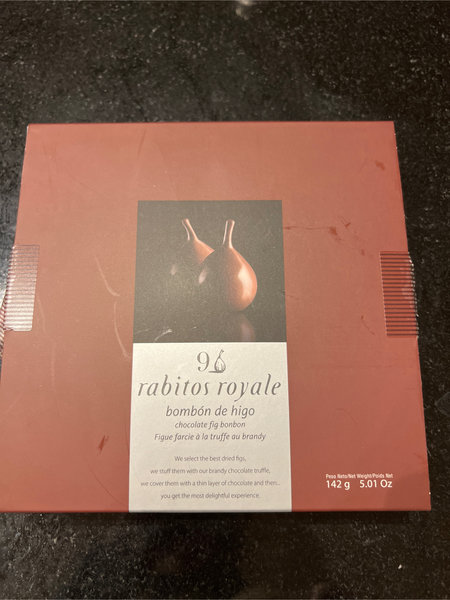 9
rabitos royale
bombón de higo
chocolate fig bonbon
Figue farcie à la truffe au brandy
We select the best dried figs,
we stuff them with our brandy chocolate truffle,
we cover them with a thin layer of chocolate and then...
you get the most delightful experience.
Peso Neto/Net Weight/Poids Net
142 g 5.01 Oz